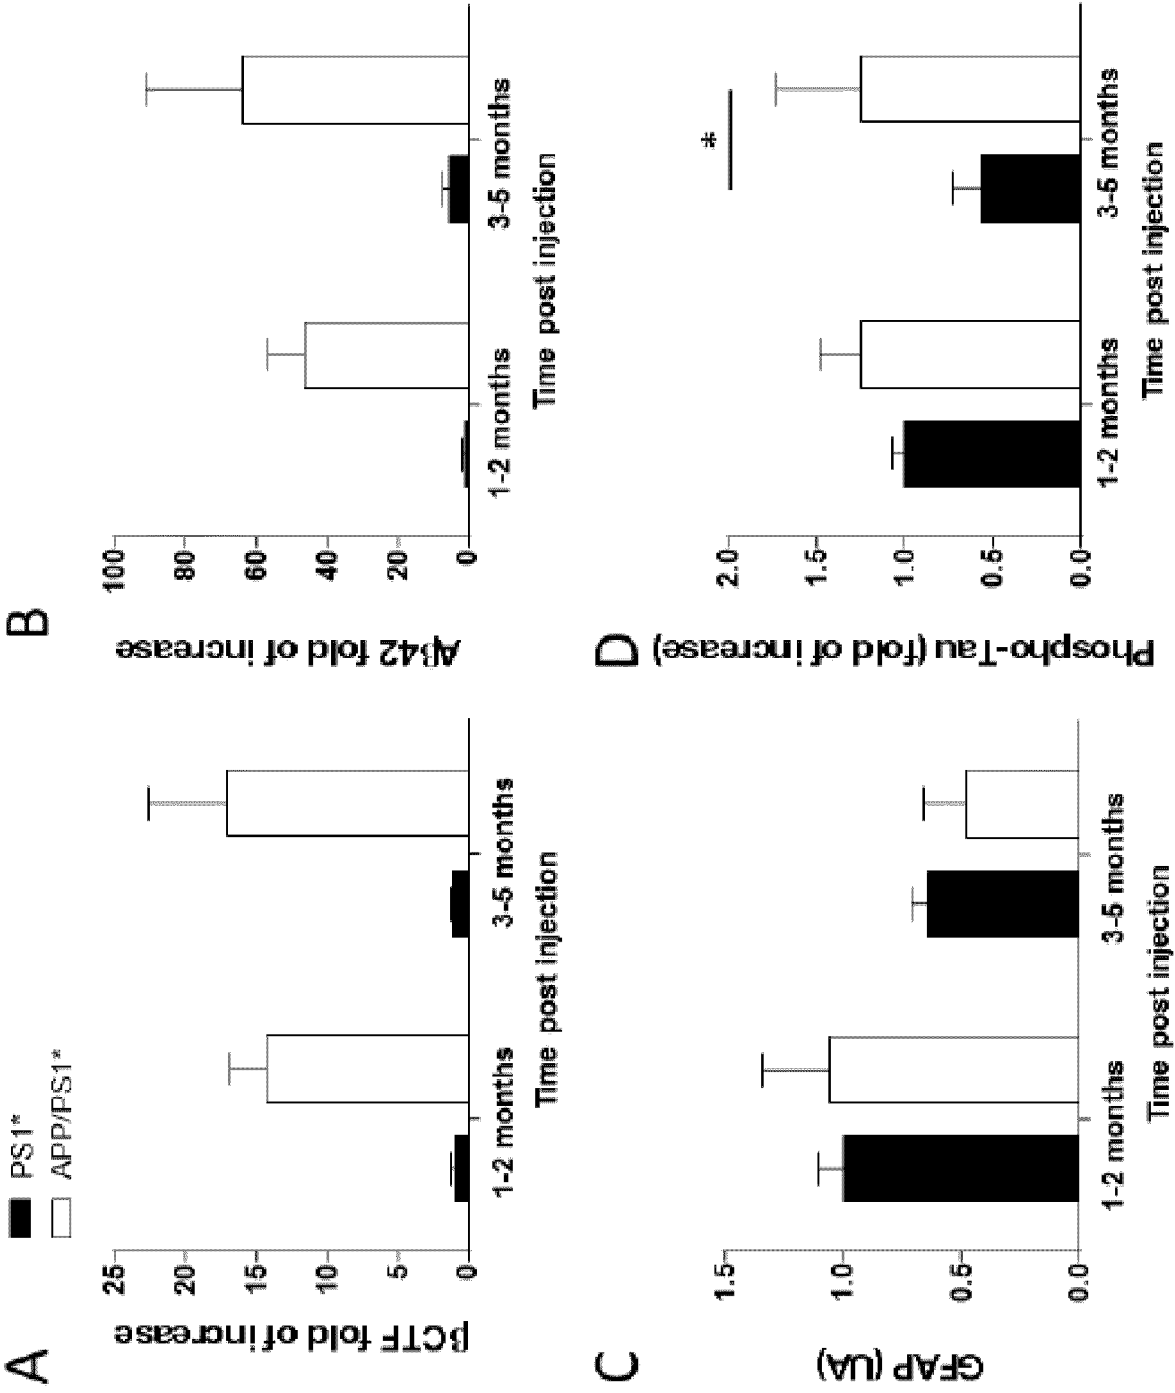 PS1*
APP/PS1*
A
βCTF fold of increase
25
20
15
10
5
0
1-2 months
3-5 months
Time post injection
B
Aβ42 fold of increase
100
80
60
40
20
0
1-2 months
3-5 months
Time post injection
C
GFAP (UA)
1.5
1.0
0.5
0.0
1-2 months
3-5 months
Time post injection
D
Phospho-Tau (fold of increase)
2.0
1.5
1.0
0.5
0.0
*
1-2 months
3-5 months
Time post injection